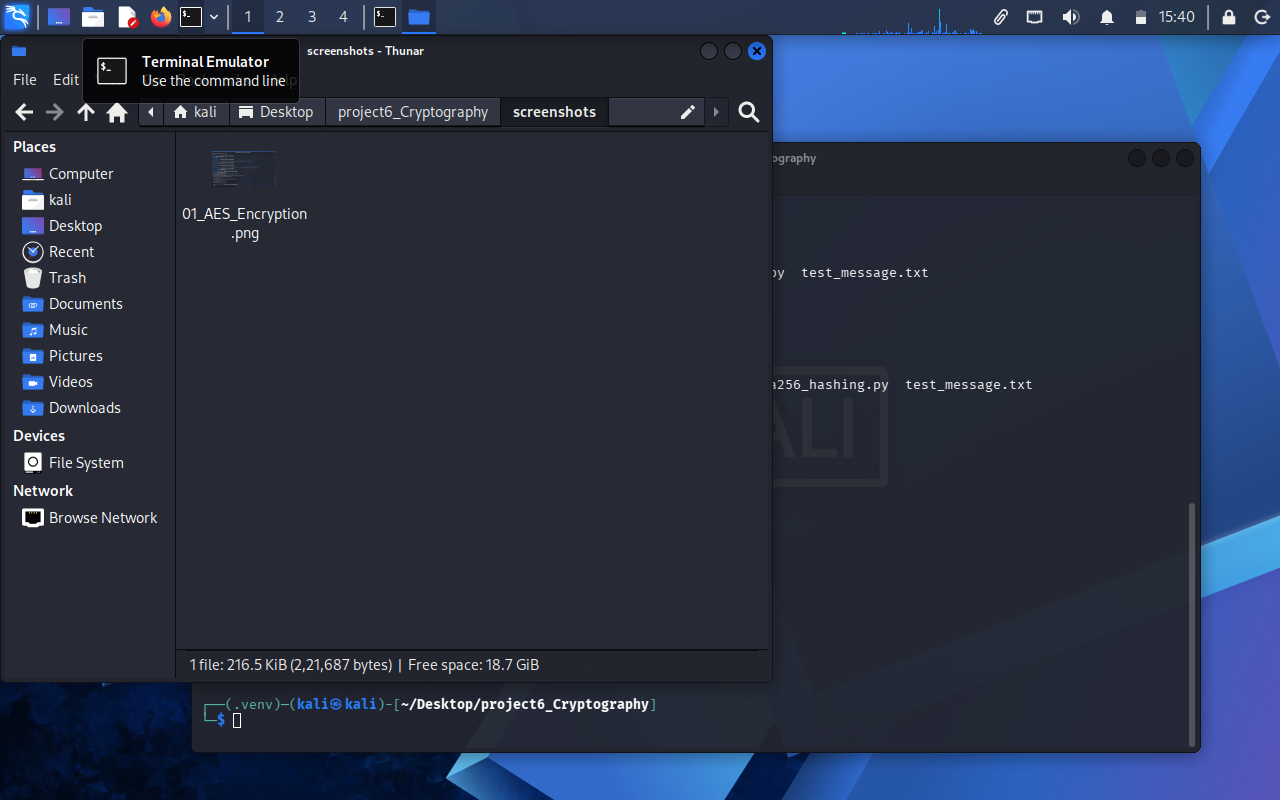 1 2 3 4 15:40
screenshots - Thunar
Terminal Emulator
Use the command line
File Edit
kali Desktop project6_Cryptography screenshots
Places
Computer
kali
Desktop
Recent
Trash
Documents
Music
Pictures
Videos
Downloads
Devices
File System
Network
Browse Network
01_AES_Encryption
.png
1 file: 216.5 KiB (2,21,687 bytes) | Free space: 18.7 GiB
ography
py test_message.txt
a256_hashing.py test_message.txt
ALI
┌──(.venv)─(kali㉿kali)-[~/Desktop/project6_Cryptography]
└─$